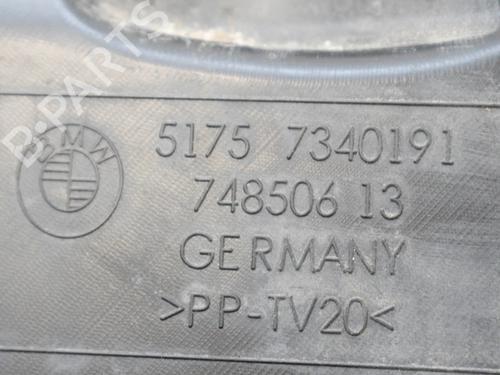 BMW
B-PARTS
5175 7340191
748506 13
GERMANY
>PP-TV20<